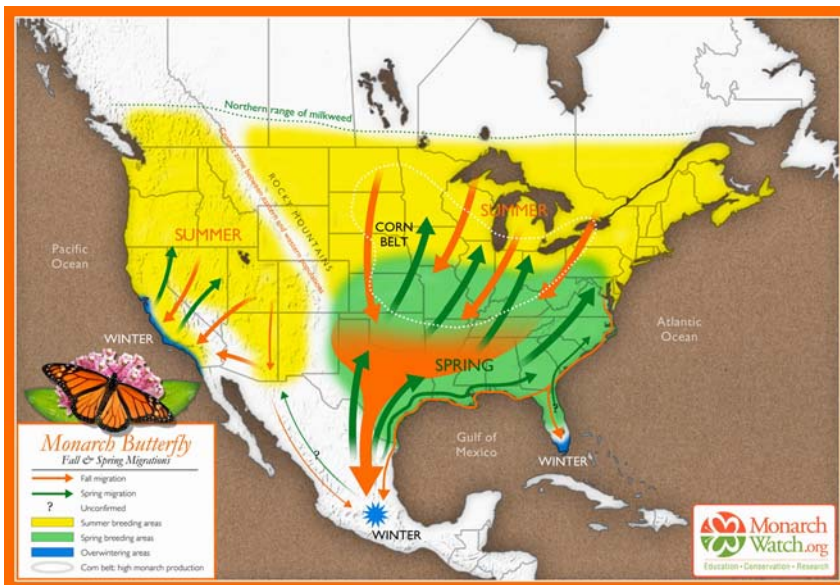 Northern range of milkweed
ROCKY MOUNTAINS
SUMMER
CORN
BELT
SUMMER
Pacific
Ocean
WINTER
SPRING
Atlantic
Ocean
?
Gulf of
Mexico
WINTER
?
WINTER
Monarch Butterfly
Fall & Spring Migrations
Fall migration
Spring migration
? Unconfirmed
Summer breeding areas
Spring breeding areas
Overwintering areas
Corn belt: high monarch production
Monarch
Watch.org
Education • Conservation • Research